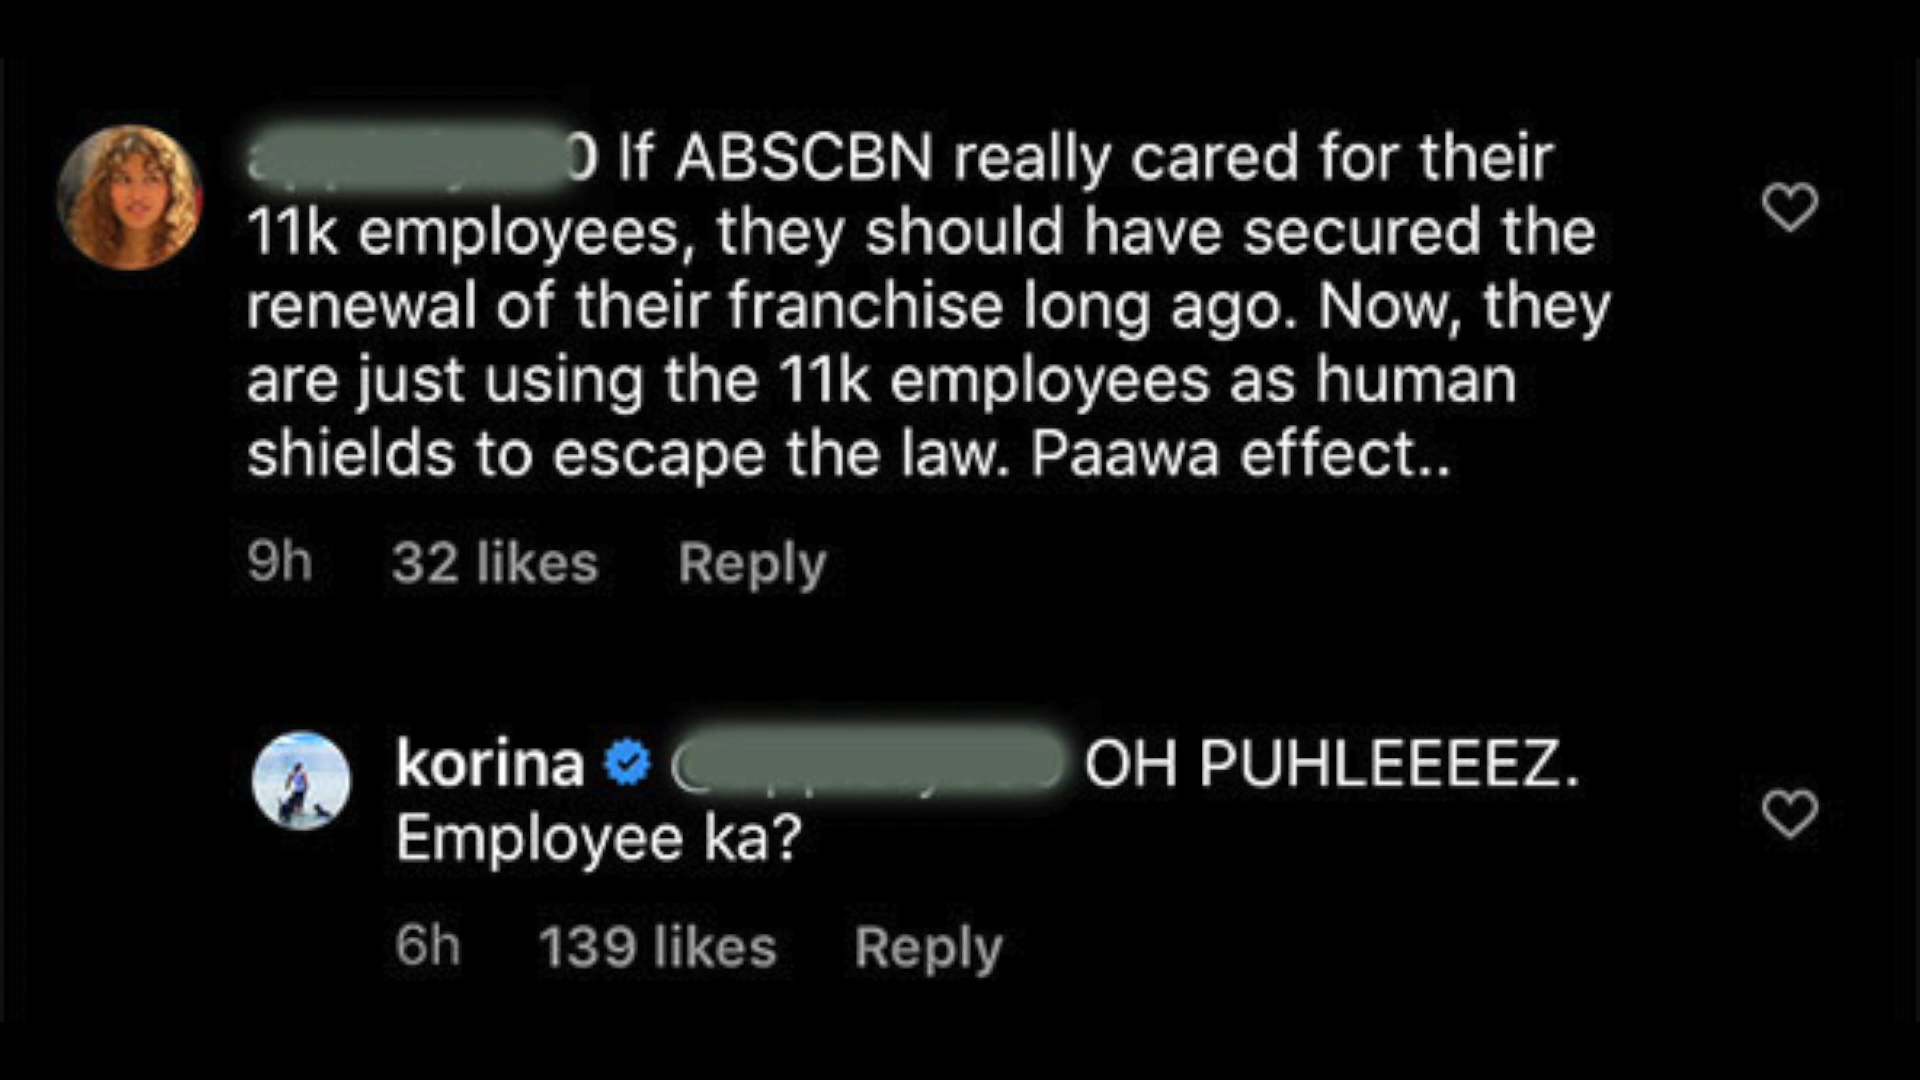 If ABSCBN really cared for their
11k employees, they should have secured the
renewal of their franchise long ago. Now, they
are just using the 11k employees as human
shields to escape the law. Paawa effect..
9h 32 likes Reply
korina OH PUHLEEEEZ.
Employee ka?
6h 139 likes Reply